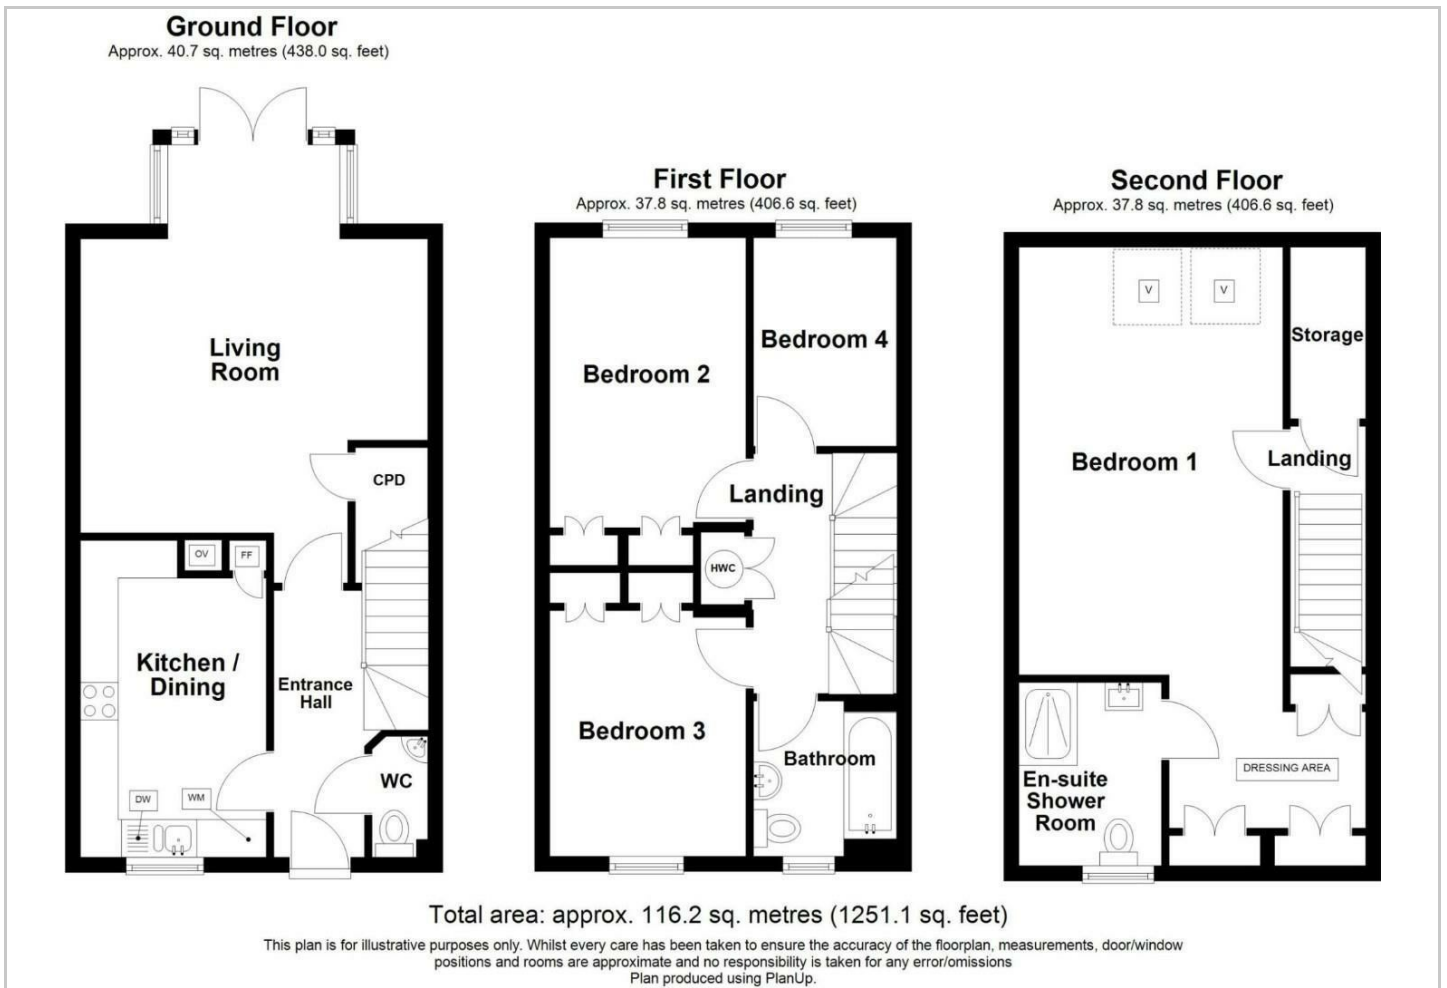 Ground Floor
Approx. 40.7 sq. metres (438.0 sq. feet)
Living
Room
CPD
OV
FF
Kitchen /
Dining
Entrance
Hall
WC
DW
WM
First Floor
Approx. 37.8 sq. metres (406.6 sq. feet)
Bedroom 2
Bedroom 4
Landing
HWC
Bedroom 3
Bathroom
Second Floor
Approx. 37.8 sq. metres (406.6 sq. feet)
V
V
Storage
Bedroom 1
Landing
DRESSING AREA
En-suite
Shower
Room
Total area: approx. 116.2 sq. metres (1251.1 sq. feet)
This plan is for illustrative purposes only. Whilst every care has been taken to ensure the accuracy of the floorplan, measurements, door/window
positions and rooms are approximate and no responsibility is taken for any error/omissions
Plan produced using PlanUp.